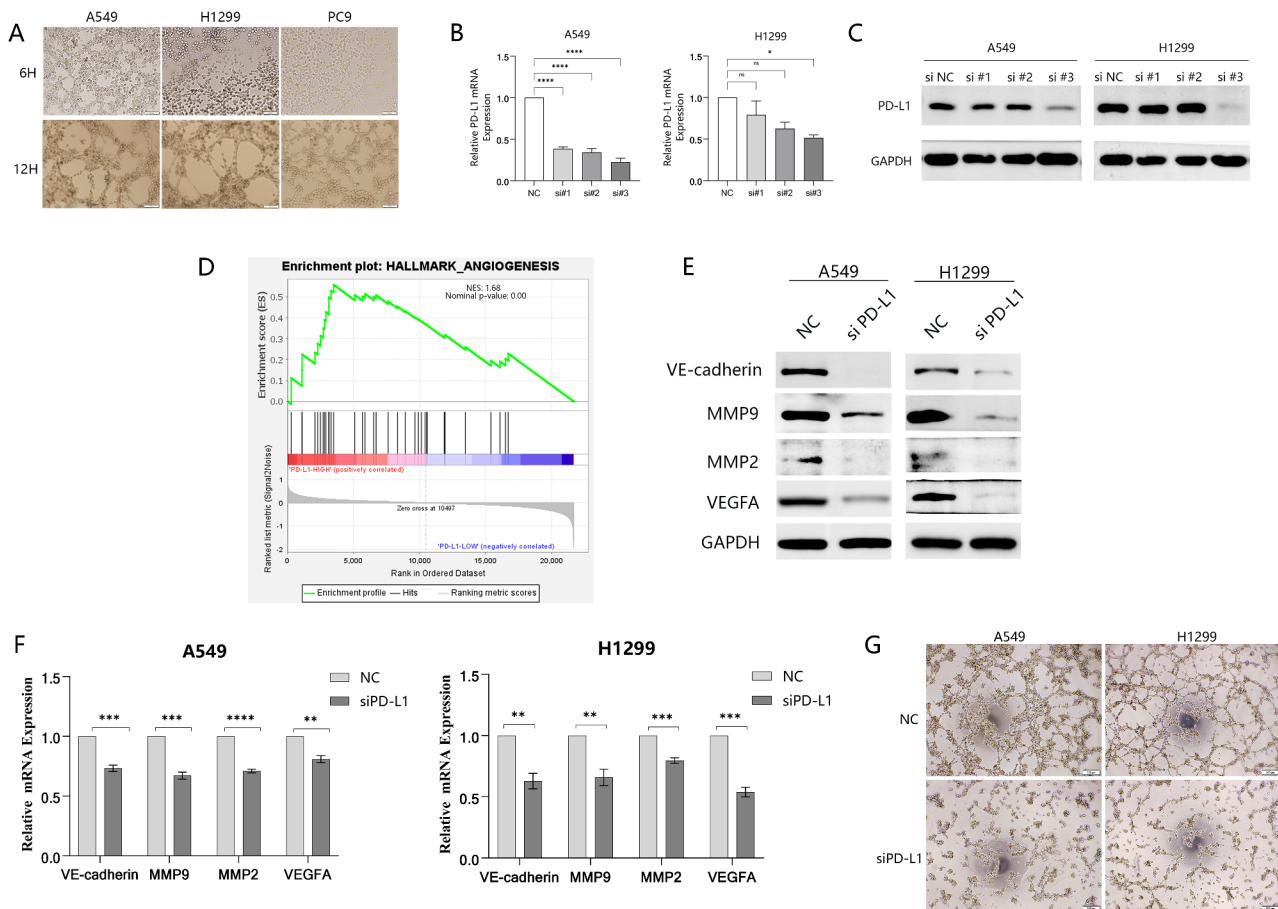 A
A549
H1299
PC9
6H
12H
B
A549
Relative PD-L1 mRNA
Expression
1.5
1.0
0.5
0.0
****
****
****
NC
si#1
si#2
si#3
H1299
Relative PD-L1 mRNA
Expression
1.5
1.0
0.5
0.0
*
ns
ns
NC
si#1
si#2
si#3
C
A549
H1299
si NC
si #1
si #2
si #3
si NC
si #1
si #2
si #3
PD-L1
GAPDH
D
Enrichment plot: HALLMARK_ANGIOGENESIS
NES: 1.68
Nominal p-value: 0.00
Enrichment score (ES)
0.5
0.4
0.3
0.2
0.1
0.0
'PD-L1-HIGH' (positively correlated)
Ranked list metric (Signal2Noise)
1
0
-1
-2
Zero cross at 10497
'PD-L1-LOW' (negatively correlated)
0
5,000
10,000
15,000
20,000
Rank in Ordered Dataset
Enrichment profile
Hits
Ranking metric scores
E
A549
H1299
NC
si PD-L1
NC
si PD-L1
VE-cadherin
MMP9
MMP2
VEGFA
GAPDH
F
A549
Relative mRNA Expression
1.5
1.0
0.5
0.0
***
***
****
**
NC
siPD-L1
VE-cadherin
MMP9
MMP2
VEGFA
H1299
Relative mRNA Expression
1.5
1.0
0.5
0.0
**
**
***
***
NC
siPD-L1
VE-cadherin
MMP9
MMP2
VEGFA
G
A549
H1299
NC
siPD-L1